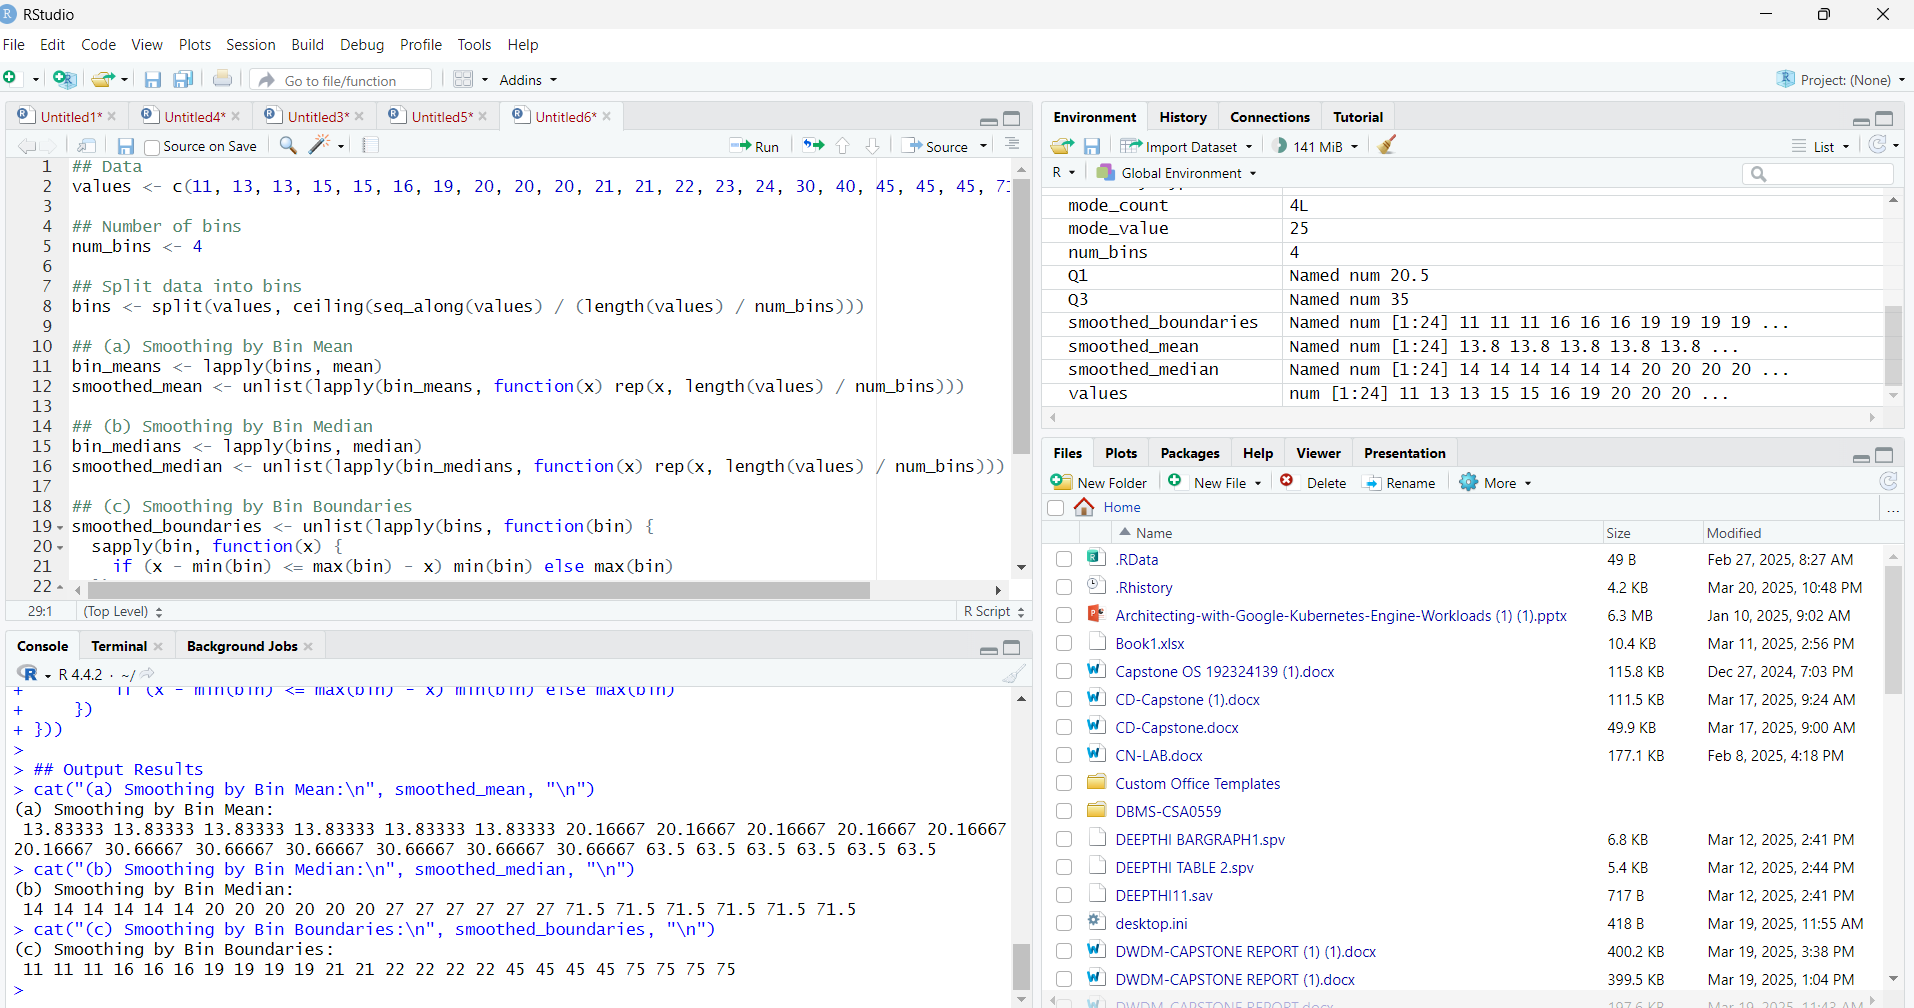 RStudio
File Edit Code View Plots Session Build Debug Profile Tools Help
Go to file/function Addins Project: (None)
Untitled1* Untitled4* Untitled3* Untitled5* Untitled6*
Source on Save Run Source
1 ## Data
2 values <- c(11, 13, 13, 15, 15, 16, 19, 20, 20, 20, 21, 21, 22, 23, 24, 30, 40, 45, 45, 45,
3
4 ## Number of bins
5 num_bins <- 4
6
7 ## Split data into bins
8 bins <- split(values, ceiling(seq_along(values) / (length(values) / num_bins)))
9
10 ## (a) Smoothing by Bin Mean
11 bin_means <- lapply(bins, mean)
12 smoothed_mean <- unlist(lapply(bin_means, function(x) rep(x, length(values) / num_bins)))
13
14 ## (b) Smoothing by Bin Median
15 bin_medians <- lapply(bins, median)
16 smoothed_median <- unlist(lapply(bin_medians, function(x) rep(x, length(values) / num_bins)))
17
18 ## (c) Smoothing by Bin Boundaries
19 smoothed_boundaries <- unlist(lapply(bins, function(bin) {
20 sapply(bin, function(x) {
21 if (x - min(bin) <= max(bin) - x) min(bin) else max(bin)
22
29:1 (Top Level) R Script
Console Terminal Background Jobs
R 4.4.2 · ~/
+ if (x - min(bin) <= max(bin) - x) min(bin) else max(bin)
+ })
+ }))
>
> ## Output Results
> cat("(a) Smoothing by Bin Mean:\n", smoothed_mean, "\n")
(a) Smoothing by Bin Mean:
13.83333 13.83333 13.83333 13.83333 13.83333 13.83333 20.16667 20.16667 20.16667 20.16667 20.16667
20.16667 30.66667 30.66667 30.66667 30.66667 30.66667 30.66667 63.5 63.5 63.5 63.5 63.5 63.5
> cat("(b) Smoothing by Bin Median:\n", smoothed_median, "\n")
(b) Smoothing by Bin Median:
14 14 14 14 14 14 20 20 20 20 20 20 27 27 27 27 27 27 71.5 71.5 71.5 71.5 71.5 71.5
> cat("(c) Smoothing by Bin Boundaries:\n", smoothed_boundaries, "\n")
(c) Smoothing by Bin Boundaries:
11 11 11 16 16 16 19 19 19 19 21 21 22 22 22 22 45 45 45 45 75 75 75 75
>
Environment History Connections Tutorial
Import Dataset 141 MiB List
R Global Environment
mode_count 4L
mode_value 25
num_bins 4
Q1 Named num 20.5
Q3 Named num 35
smoothed_boundaries Named num [1:24] 11 11 11 16 16 16 19 19 19 19 ...
smoothed_mean Named num [1:24] 13.8 13.8 13.8 13.8 13.8 ...
smoothed_median Named num [1:24] 14 14 14 14 14 14 20 20 20 20 ...
values num [1:24] 11 13 13 15 15 16 19 20 20 20 ...
Files Plots Packages Help Viewer Presentation
New Folder New File Delete Rename More
Home ...
Name Size Modified
.RData 49 B Feb 27, 2025, 8:27 AM
.Rhistory 4.2 KB Mar 20, 2025, 10:48 PM
Architecting-with-Google-Kubernetes-Engine-Workloads (1) (1).pptx 6.3 MB Jan 10, 2025, 9:02 AM
Book1.xlsx 10.4 KB Mar 11, 2025, 2:56 PM
Capstone OS 192324139 (1).docx 115.8 KB Dec 27, 2024, 7:03 PM
CD-Capstone (1).docx 111.5 KB Mar 17, 2025, 9:24 AM
CD-Capstone.docx 49.9 KB Mar 17, 2025, 9:00 AM
CN-LAB.docx 177.1 KB Feb 8, 2025, 4:18 PM
Custom Office Templates
DBMS-CSA0559
DEEPTHI BARGRAPH1.spv 6.8 KB Mar 12, 2025, 2:41 PM
DEEPTHI TABLE 2.spv 5.4 KB Mar 12, 2025, 2:44 PM
DEEPTHI11.sav 717 B Mar 12, 2025, 2:41 PM
desktop.ini 418 B Mar 19, 2025, 11:55 AM
DWDM-CAPSTONE REPORT (1) (1).docx 400.2 KB Mar 19, 2025, 3:38 PM
DWDM-CAPSTONE REPORT (1).docx 399.5 KB Mar 19, 2025, 1:04 PM
DWDM-CAPSTONE REPORT.docx 197.6 KB Mar 19, 2025, 11:43 AM